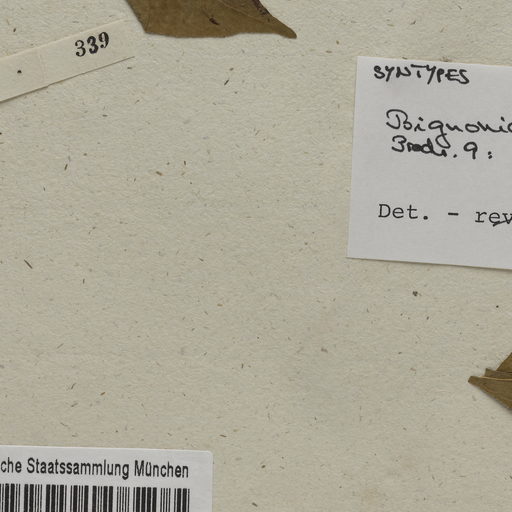 339
SYNTYPES
Bignonia
Prodr. 9:
Det. - rev
che Staatssammlung München